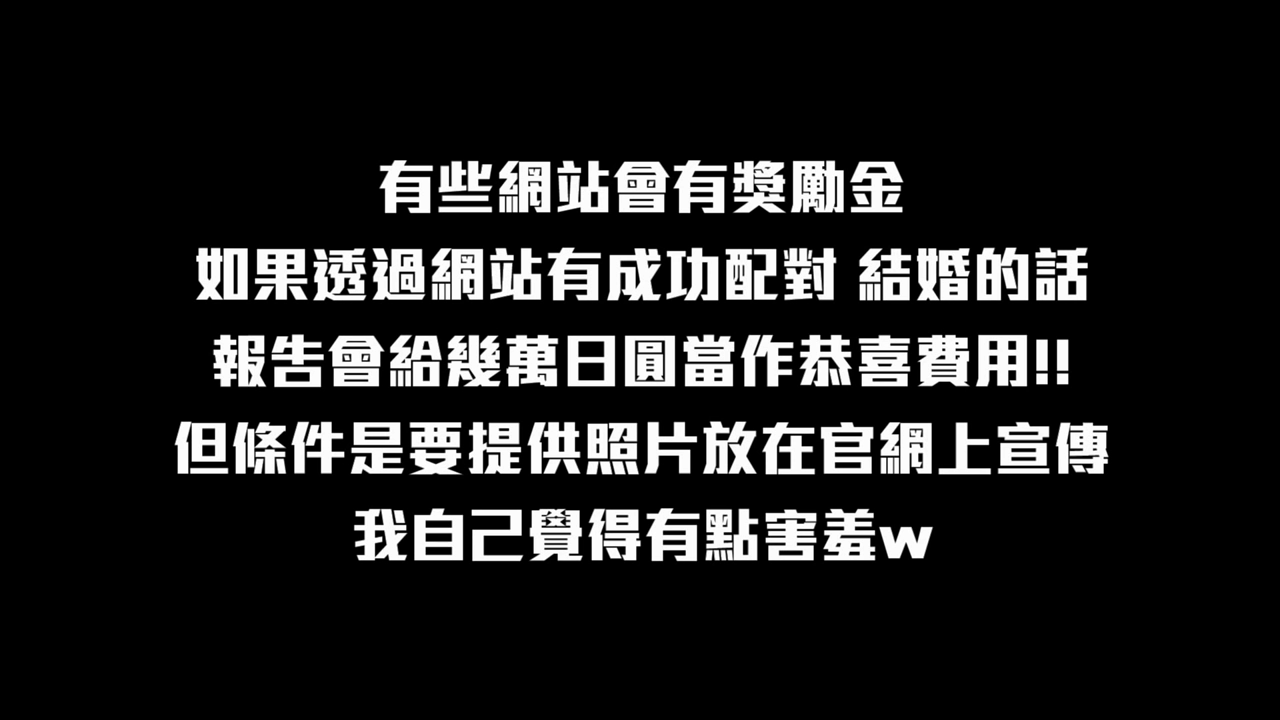 有些網站會有獎勵金
如果透過網站有成功配對 結婚的話
報告會給幾萬日圓當作恭喜費用!!
但條件是要提供照片放在官網上宣傳
我自己覺得有點害羞w